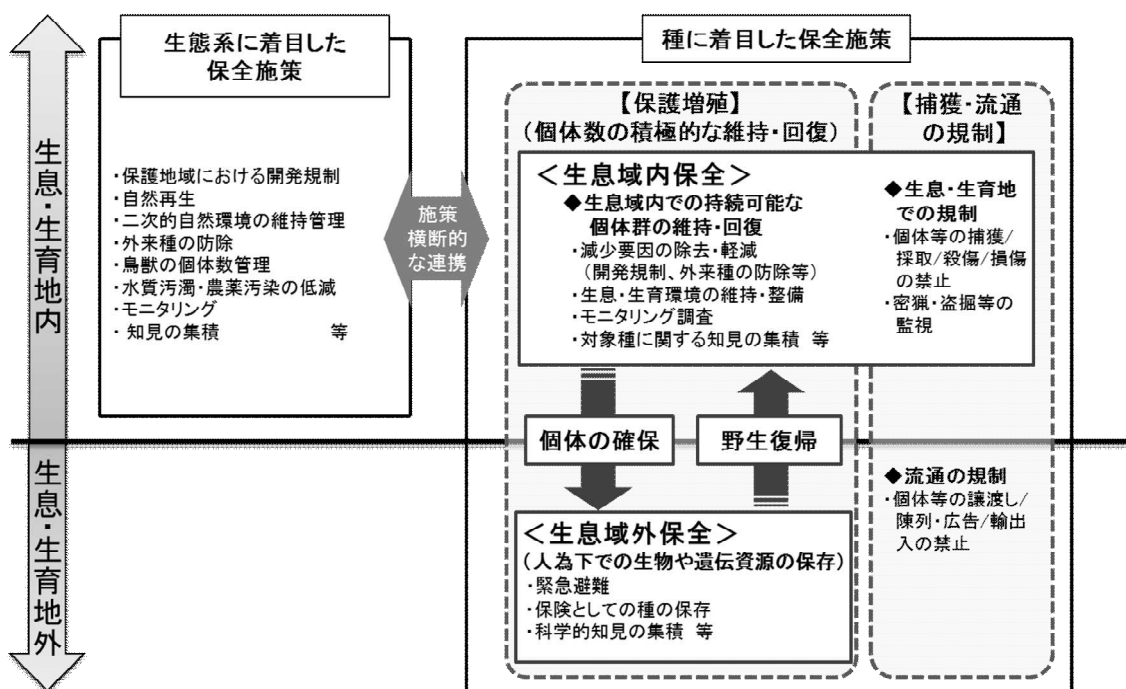 生息・生育地内
生息・生育地外
生態系に着目した
保全施策
・保護地域における開発規制
・自然再生
・二次的自然環境の維持管理
・外来種の防除
・鳥獣の個体数管理
・水質汚濁・農薬汚染の低減
・モニタリング
・知見の集積 等
施策
横断的
な連携
種に着目した保全施策
【保護増殖】
(個体数の積極的な維持・回復)
＜生息域内保全＞
◆生息域内での持続可能な
個体群の維持・回復
・減少要因の除去・軽減
(開発規制、外来種の防除等)
・生息・生育環境の維持・整備
・モニタリング調査
・対象種に関する知見の集積 等
個体の確保
野生復帰
＜生息域外保全＞
(人為下での生物や遺伝資源の保存)
・緊急避難
・保険としての種の保存
・科学的知見の集積 等
【捕獲・流通
の規制】
◆生息・生育地
での規制
・個体等の捕獲/
採取/殺傷/損傷
の禁止
・密猟・盗掘等の
監視
◆流通の規制
・個体等の譲渡し/
陳列・広告/輸出
入の禁止